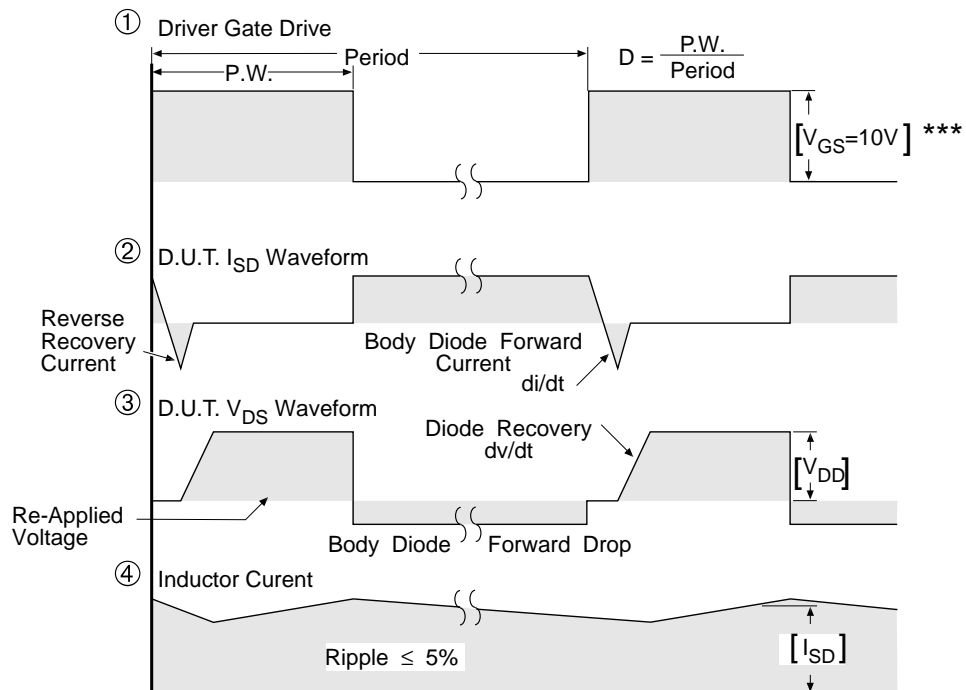 ① Driver Gate Drive
Period
P.W.
D = P.W.
Period
[VGS=10V] ***
② D.U.T. ISD Waveform
Reverse
Recovery
Current
Body Diode Forward
Current
di/dt
③ D.U.T. VDS Waveform
Diode Recovery
dv/dt
[VDD]
Re-Applied
Voltage
Body Diode Forward Drop
④ Inductor Curent
Ripple ≤ 5%
[ISD]